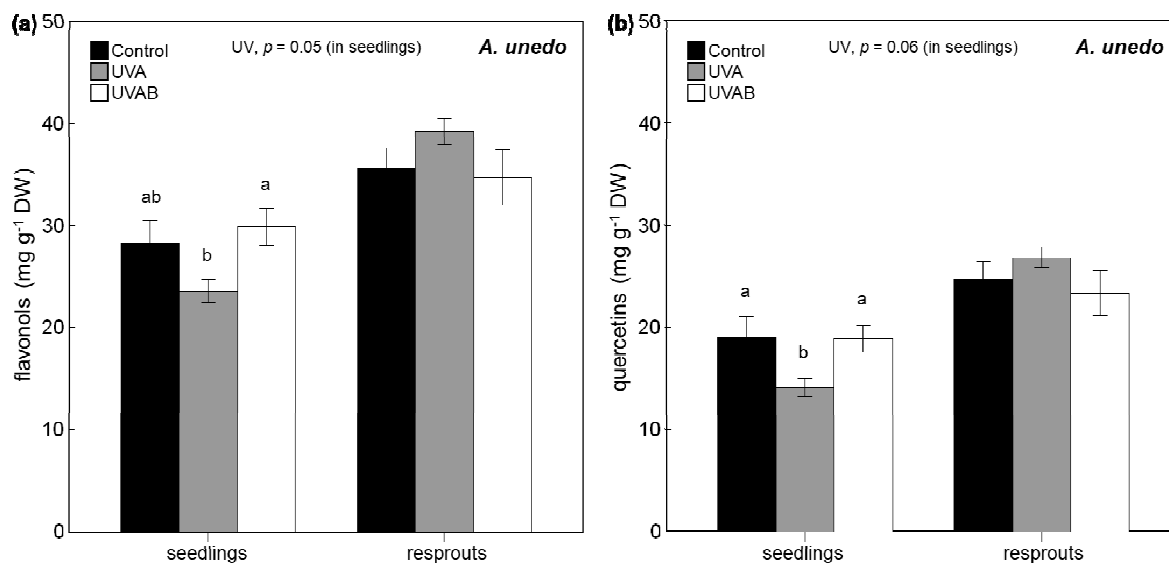 (a)
50
40
30
20
10
0
flavonols (mg g⁻¹ DW)
Control
UVA
UVAB
UV, p = 0.05 (in seedlings)
A. unedo
ab
b
a
seedlings
resprouts
(b)
50
40
30
20
10
0
quercetins (mg g⁻¹ DW)
Control
UVA
UVAB
UV, p = 0.06 (in seedlings)
A. unedo
a
b
a
seedlings
resprouts